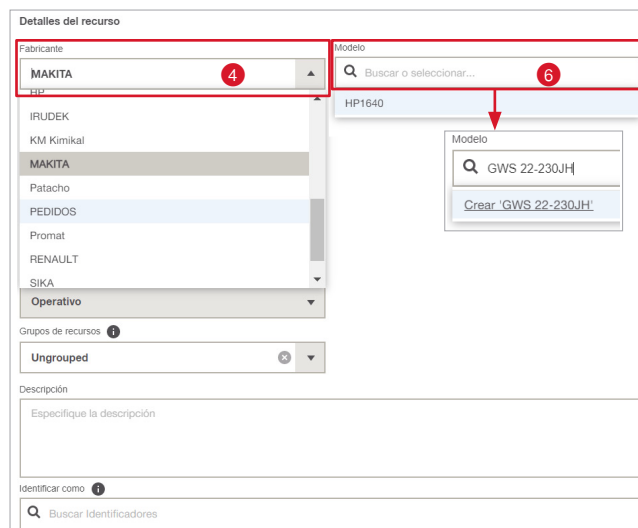 Detalles del recurso
Fabricante
MAKITA
4
HP
IRUDEK
KM Kimikal
MAKITA
Patacho
PEDIDOS
Promat
RENAULT
SIKA
Modelo
Buscar o seleccionar...
6
HP1640
Modelo
GWS 22-230JH
Crear 'GWS 22-230JH'
Operativo
Grupos de recursos
Ungrouped
Descripción
Especifique la descripción
Identificar como
Buscar Identificadores